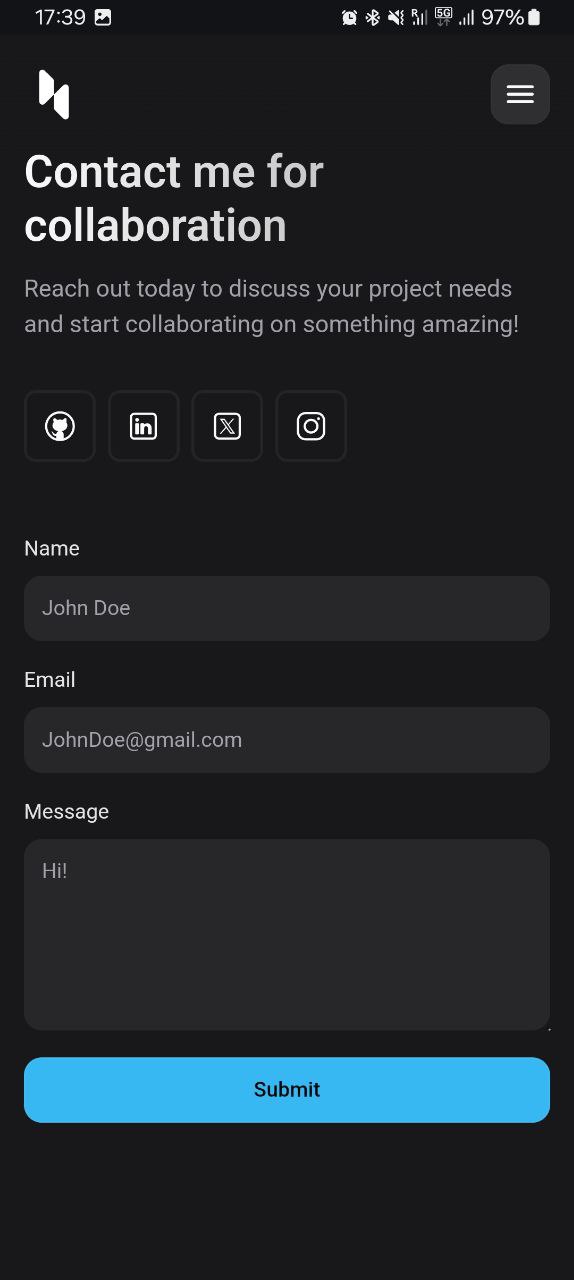 17:39
R
5G
97%
Contact me for
collaboration
Reach out today to discuss your project needs
and start collaborating on something amazing!
in
X
Name
John Doe
Email
JohnDoe@gmail.com
Message
Hi!
Submit